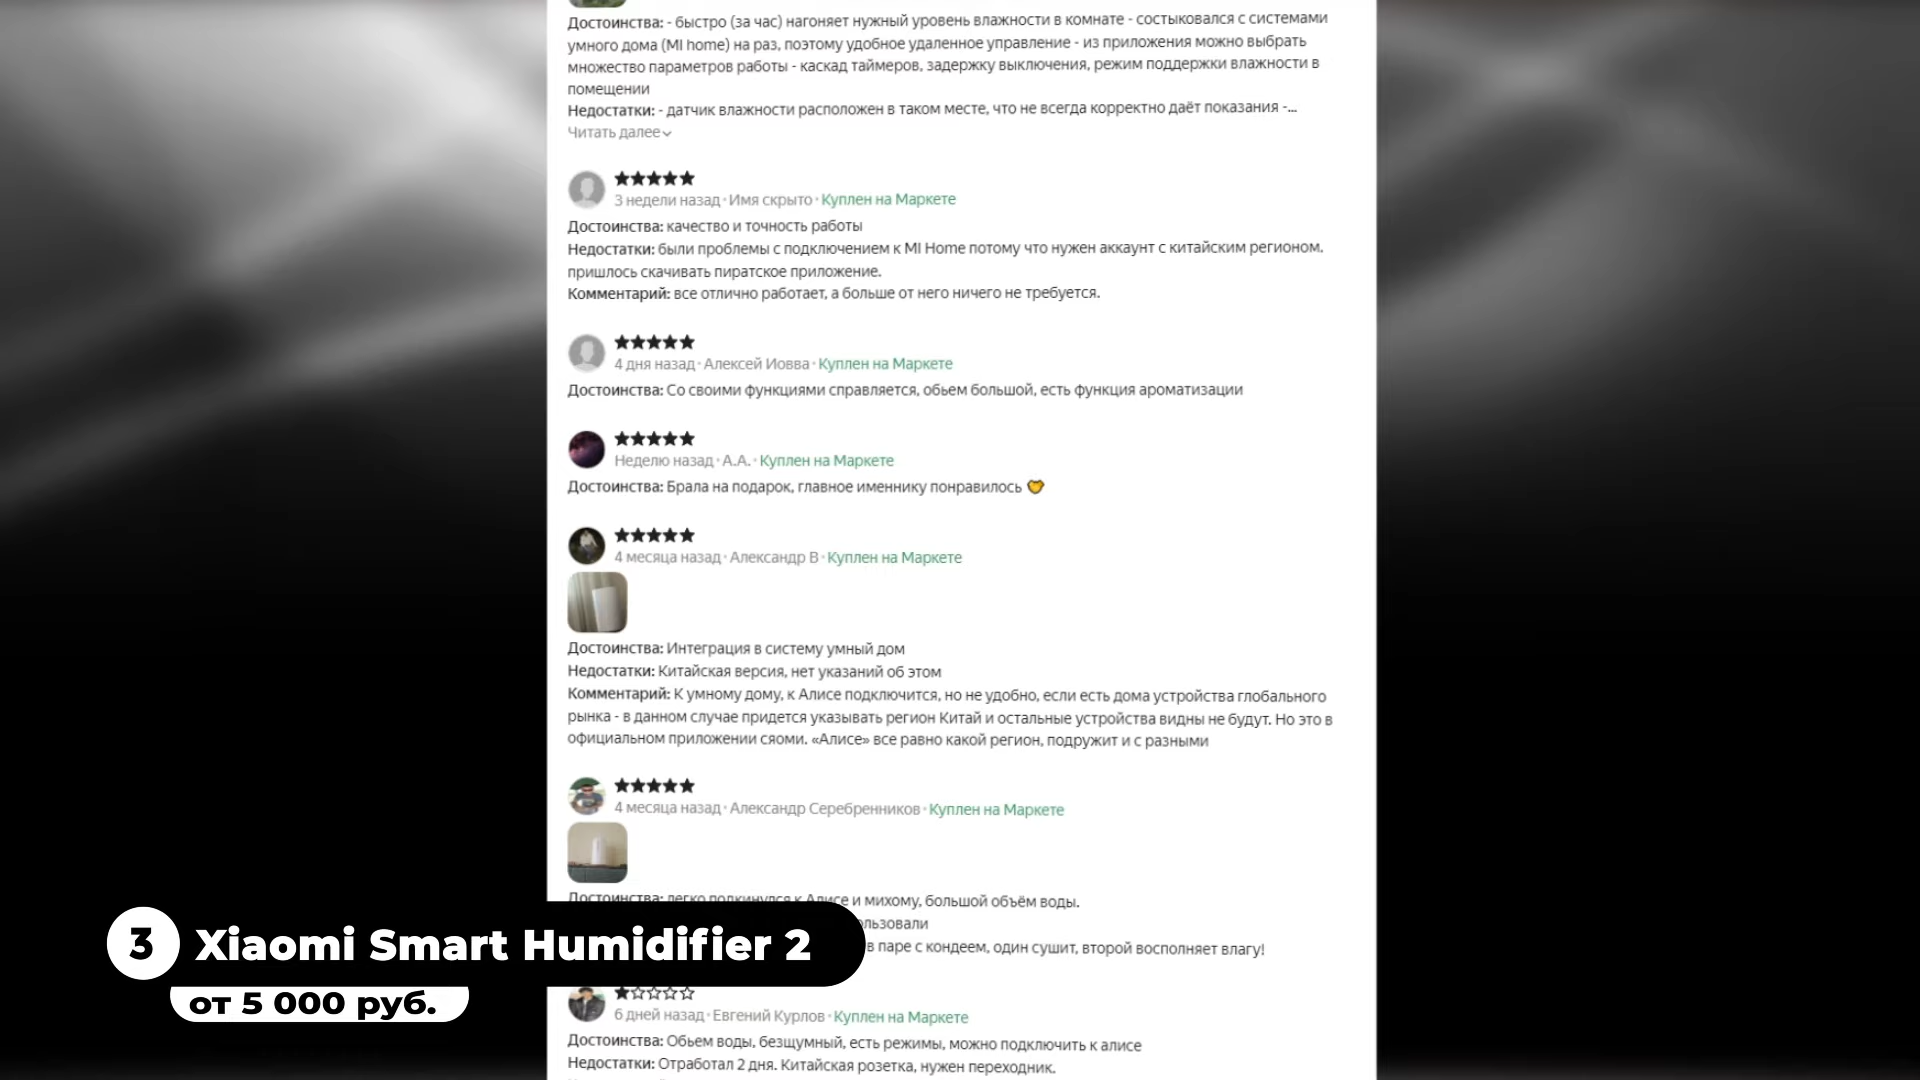 Достоинства: - быстро (за час) нагоняет нужный уровень влажности в комнате - состыковался с системами
умного дома (MI home) на раз, поэтому удобное удаленное управление - из приложения можно выбрать
множество параметров работы - каскад таймеров, задержку выключения, режим поддержки влажности в
помещении
Недостатки: - датчик влажности расположен в таком месте, что не всегда корректно даёт показания -...
Читать далее
3 недели назад · Имя скрыто · Куплен на Маркете
Достоинства: качество и точность работы
Недостатки: были проблемы с подключением к MI Home потому что нужен аккаунт с китайским регионом.
пришлось скачивать пиратское приложение.
Комментарий: все отлично работает, а больше от него ничего не требуется.
4 дня назад · Алексей Иовва · Куплен на Маркете
Достоинства: Со своими функциями справляется, обьем большой, есть функция ароматизации
Неделю назад · А.А. · Куплен на Маркете
Достоинства: Брала на подарок, главное именнику понравилось
4 месяца назад · Александр В · Куплен на Маркете
Достоинства: Интеграция в систему умный дом
Недостатки: Китайская версия, нет указаний об этом
Комментарий: К умному дому, к Алисе подключится, но не удобно, если есть дома устройства глобального
рынка - в данном случае придется указывать регион Китай и остальные устройства видны не будут. Но это в
официальном приложении сяоми. «Алисе» все равно какой регион, подружит и с разными
4 месяца назад · Александр Серебренников · Куплен на Маркете
Достоинства: легко подкинулся к Алисе и михому, большой объём воды.
ользовали
в паре с кондеем, один сушит, второй восполняет влагу!
3 Xiaomi Smart Humidifier 2
от 5 000 руб.
6 дней назад · Евгений Курлов · Куплен на Маркете
Достоинства: Обьем воды, безщумный, есть режимы, можно подключить к алисе
Недостатки: Отработал 2 дня. Китайская розетка, нужен переходник.